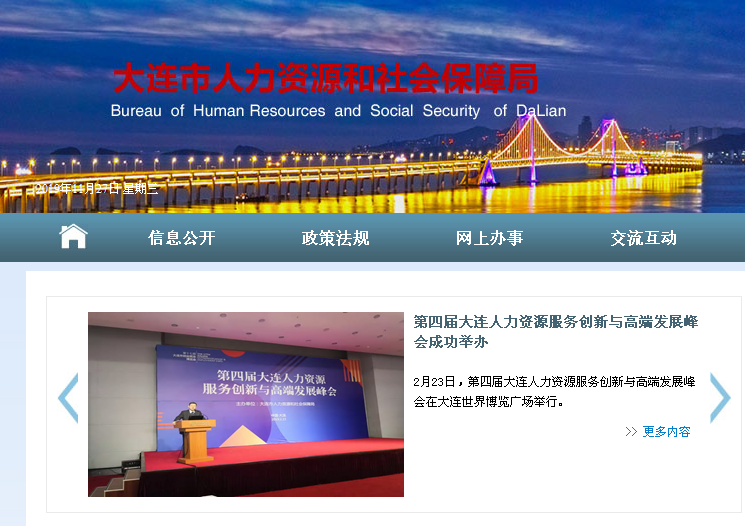 大连市人力资源和社会保障局
Bureau of Human Resources and Social Security of DaLian
2019年11月27日 星期三
信息公开 政策法规 网上办事 交流互动
第四届大连人力资源服务创新与高端发展峰
会成功举办
2月23日，第四届大连人力资源服务创新与高端发展峰
会在大连世界博览广场举行。
>> 更多内容
第四届大连人力资源
服务创新与高端发展峰会